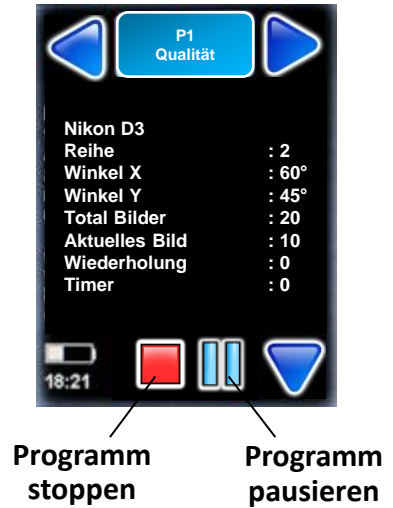 P1
Qualität
Nikon D3
Reihe : 2
Winkel X : 60°
Winkel Y : 45°
Total Bilder : 20
Aktuelles Bild : 10
Wiederholung : 0
Timer : 0
18:21
Programm stoppen
Programm pausieren